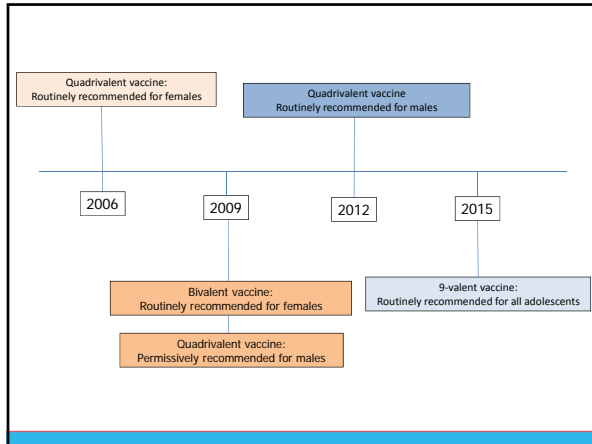 Quadrivalent vaccine:
Routinely recommended for females
Quadrivalent vaccine
Routinely recommended for males
2006
2009
2012
2015
Bivalent vaccine:
Routinely recommended for females
9-valent vaccine:
Routinely recommended for all adolescents
Quadrivalent vaccine:
Permissively recommended for males